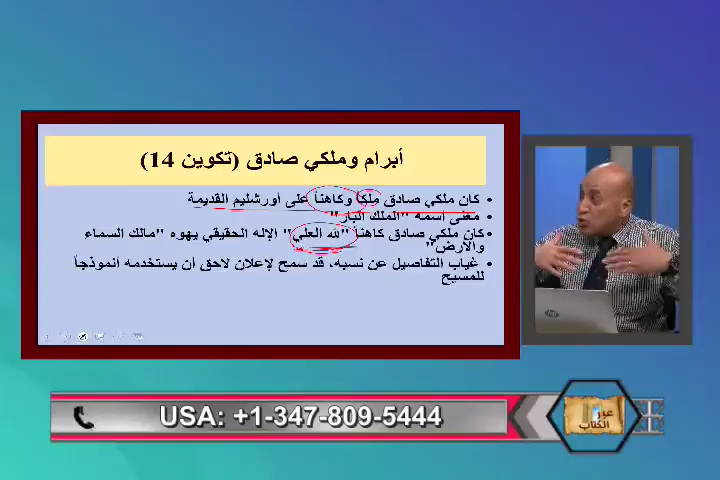 أبرام وملكي صادق (تكوين 14)
• كان ملكي صادق ملكاً وكاهناً على أورشليم القديمة
• معنى اسمه "الملك البار"
• كان ملكي صادق كاهناً "لله العلي" الإله الحقيقي يهوه "مالك السماء
والأرض"
• غياب التفاصيل عن نسبه، قد سمح لإعلان لاحق أن يستخدمه أنموذجاً
للمسيح
USA: +1-347-809-5444
عبر
الكتاب